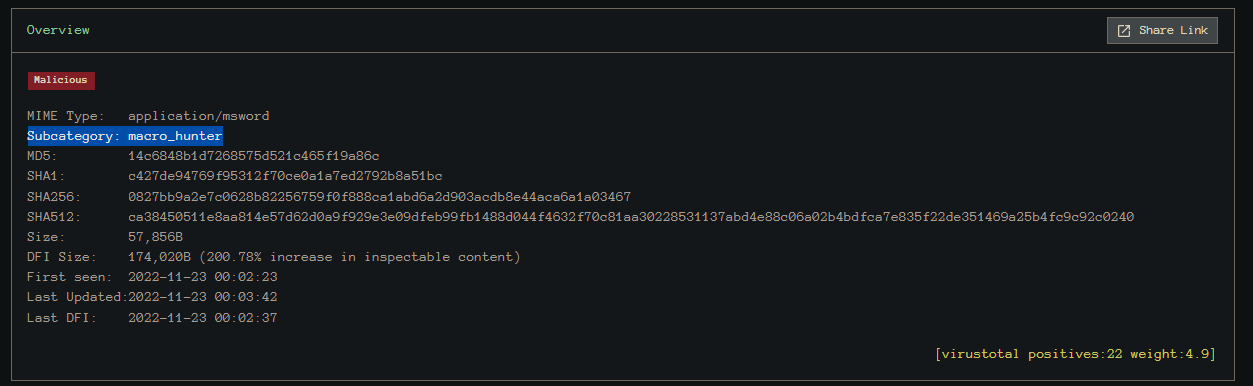 Overview
Share Link
Malicious
MIME Type: application/msword
Subcategory: macro_hunter
MD5: 14c6848b1d7268575d521c465f19a86c
SHA1: c427de94769f95312f70ce0a1a7ed2792b8a51bc
SHA256: 0827bb9a2e7c0628b82256759f0f888ca1abd6a2d903acdb8e44aca6a1a03467
SHA512: ca38450511e8aa814e57d62d0a9f929e3e09dfeb99fb1488d044f4632f70c81aa30228531137abd4e88c06a02b4bdfca7e835f22de351469a25b4fc9c92c0240
Size: 57,856B
DFI Size: 174,020B (200.78% increase in inspectable content)
First seen: 2022-11-23 00:02:23
Last Updated:2022-11-23 00:03:42
Last DFI: 2022-11-23 00:02:37
[virustotal positives:22 weight:4.9]